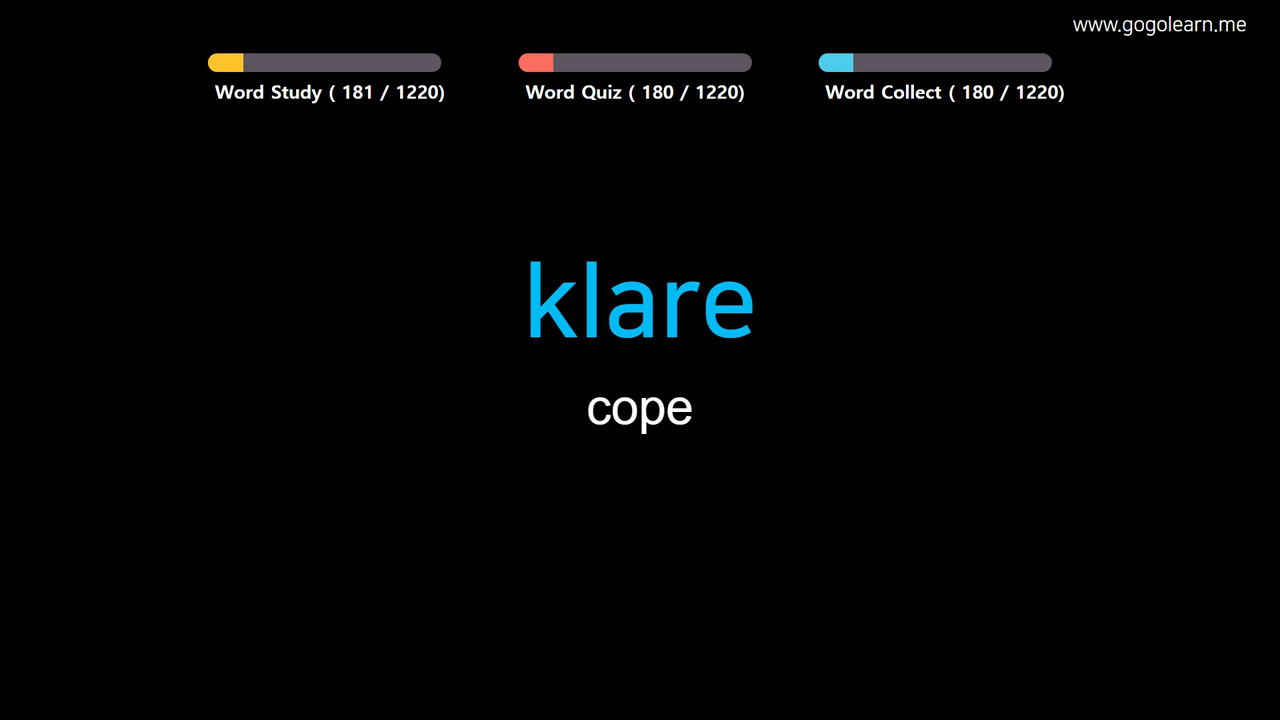 www.gogolearn.me
Word Study ( 181 / 1220)
Word Quiz ( 180 / 1220)
Word Collect ( 180 / 1220)
klare
cope